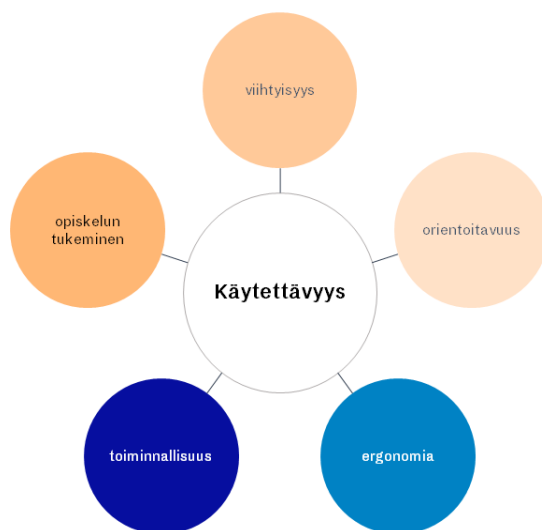 viihtyisyys
opiskelun
tukeminen
orientoitavuus
Käytettävyys
toiminnallisuus
ergonomia